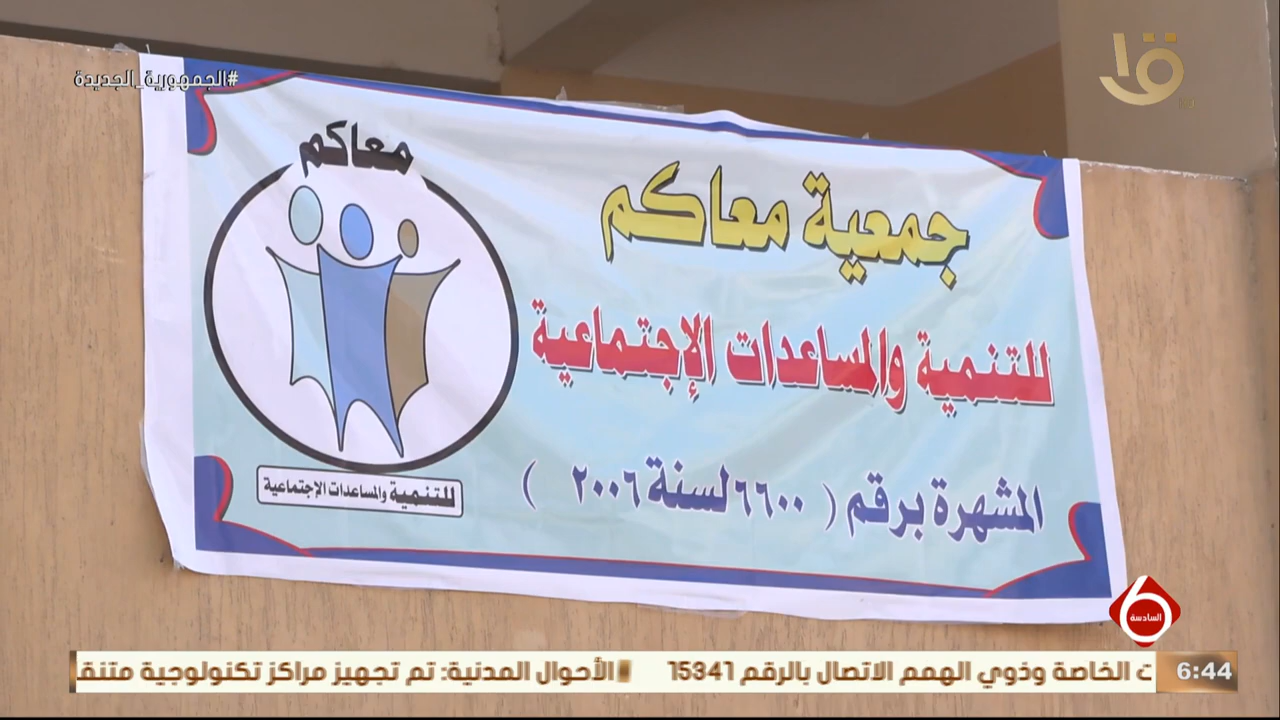 #الجمهورية_الجديدة
معاكم
جمعية معاكم
للتنمية والمساعدات الإجتماعية
المشهرة برقم ( ٦٦٠٠ لسنة ٢٠٠٦ )
للتنمية والمساعدات الإجتماعية
السادسة
6:44
ت الخاصة وذوي الهمم الاتصال بالرقم 15341 الأحوال المدنية: تم تجهيز مراكز تكنولوجية متنق